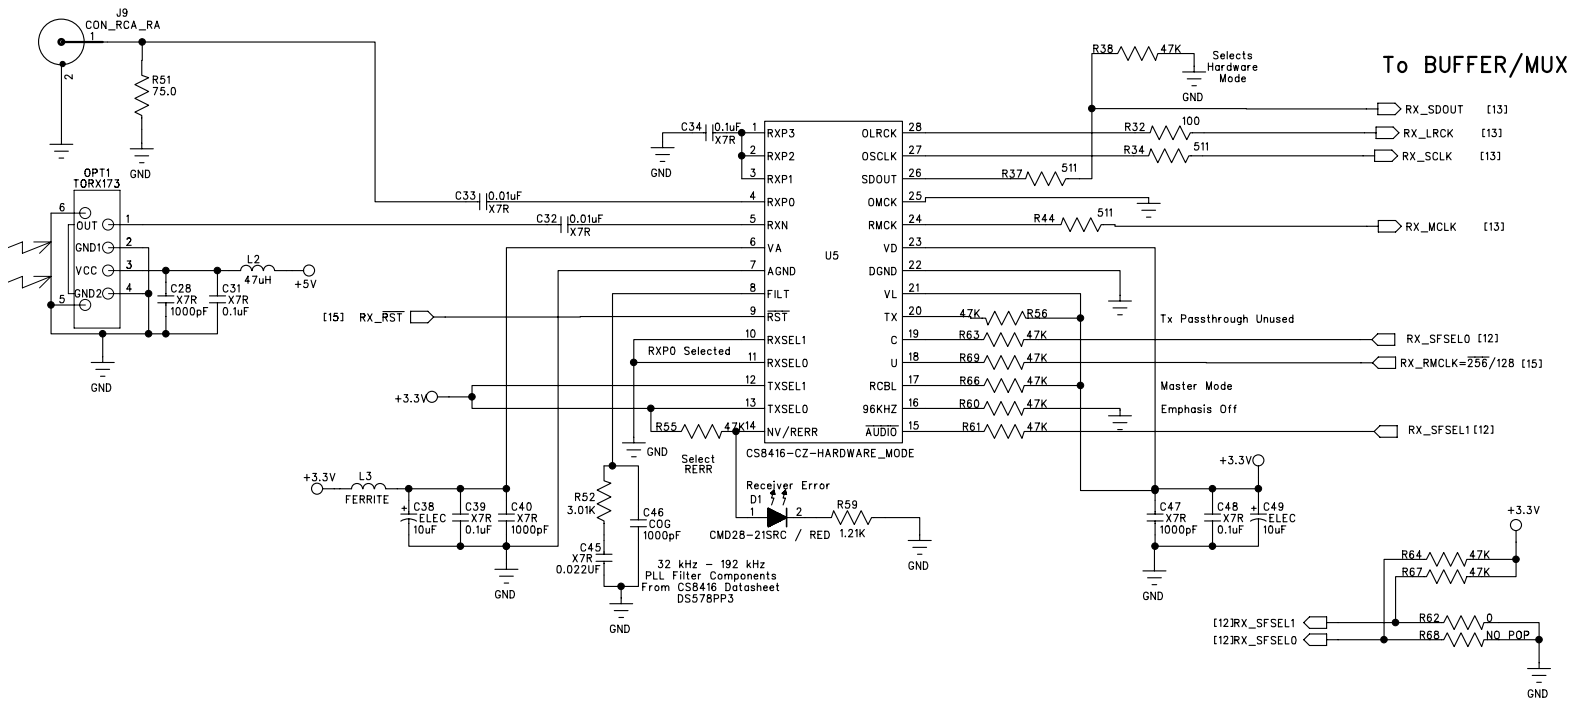 J9
CON_RCA_RA
1
2
R51
75.0
GND
OPT1
TORX173
6
OUT
1
GND1
2
VCC
3
GND2
4
5
C28
X7R
1000pF
C31
X7R
0.1uF
L2
47uH
+5V
GND
C33
0.01uF
X7R
C32
0.01uF
X7R
C34
0.1uF
X7R
GND
[15] RX_RST
1 RXP3
2 RXP2
3 RXP1
4 RXP0
5 RXN
6 VA
7 AGND
8 FILT
9 RST
10 RXSEL1
11 RXSEL0
12 TXSEL1
13 TXSEL0
14 NV/RERR
U5
OLRCK 28
OSCLK 27
SDOUT 26
OMCK 25
RMCK 24
VD 23
DGND 22
VL 21
TX 20
C 19
U 18
RCBL 17
96KHZ 16
AUDIO 15
CS8416-CZ-HARDWARE_MODE
RXP0 Selected
+3.3V
R55
47K
GND
Select
RERR
Receiver Error
D1
1
2
CMD28-21SRC / RED
R59
1.21K
GND
+3.3V
L3
FERRITE
C38
ELEC
10uF
C39
X7R
0.1uF
C40
X7R
1000pF
GND
R52
3.01K
C46
COG
1000pF
C45
X7R
0.022UF
GND
32 kHz - 192 kHz
PLL Filter Components
From CS8416 Datasheet
DS578PP3
R38
47K
GND
Selects
Hardware
Mode
To BUFFER/MUX
RX_SDOUT [13]
R32
100
RX_LRCK [13]
R34
511
RX_SCLK [13]
R37
511
R44
511
RX_MCLK [13]
47K
R56
Tx Passthrough Unused
R63
47K
RX_SFSEL0 [12]
R69
47K
RX_RMCLK=256/128 [15]
R66
47K
Master Mode
R60
47K
Emphasis Off
R61
47K
RX_SFSEL1[12]
+3.3V
C47
X7R
1000pF
C48
X7R
0.1uF
C49
ELEC
10uF
GND
+3.3V
R64
47K
R67
47K
[12]RX_SFSEL1
R62
0
[12]RX_SFSEL0
R68
NO POP
GND